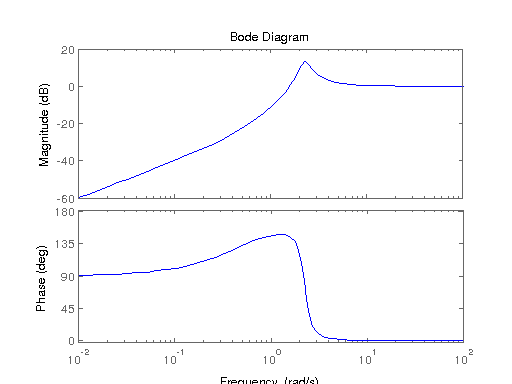 Bode Diagram
Magnitude (dB)
20
0
-20
-40
-60
Phase (deg)
180
135
90
45
0
10^-2 10^-1 10^0 10^1 10^2
Frequency (rad/s)